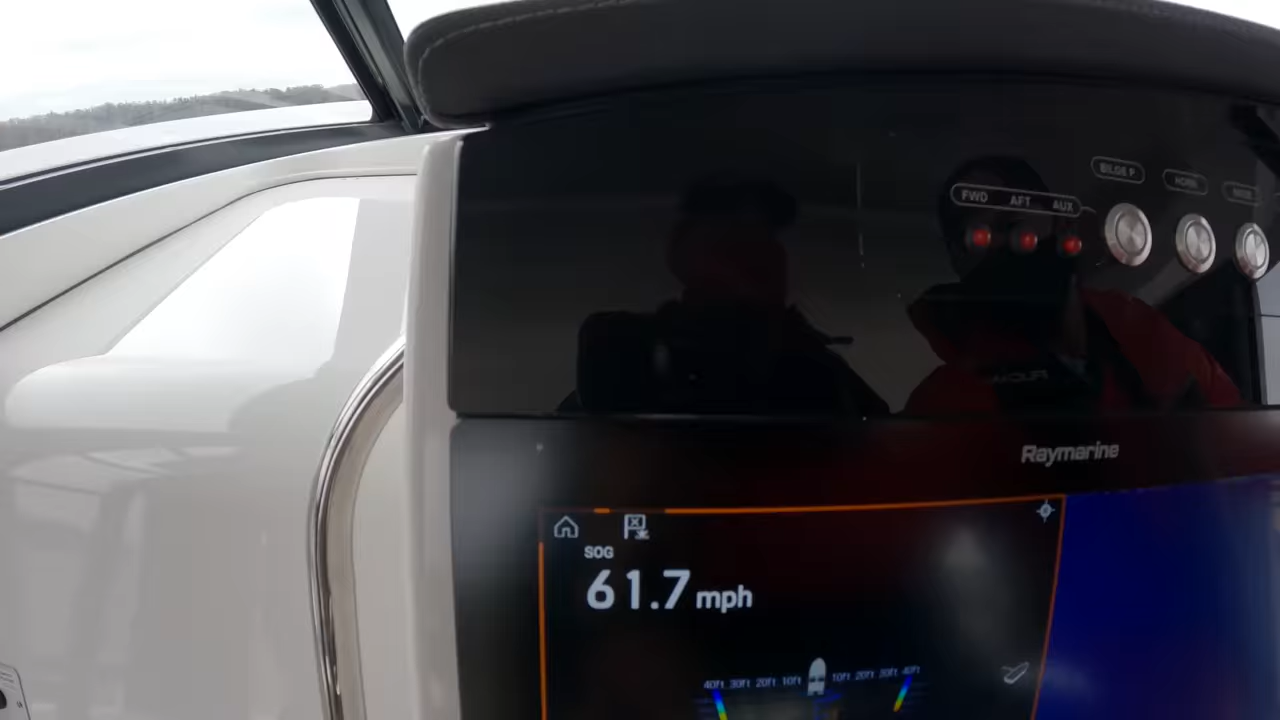 BILGE P
HORN
FWD AFT AUX
Raymarine
SOG
61.7 mph
40ft 30ft 20ft 10ft 10ft 20ft 30ft 40ft